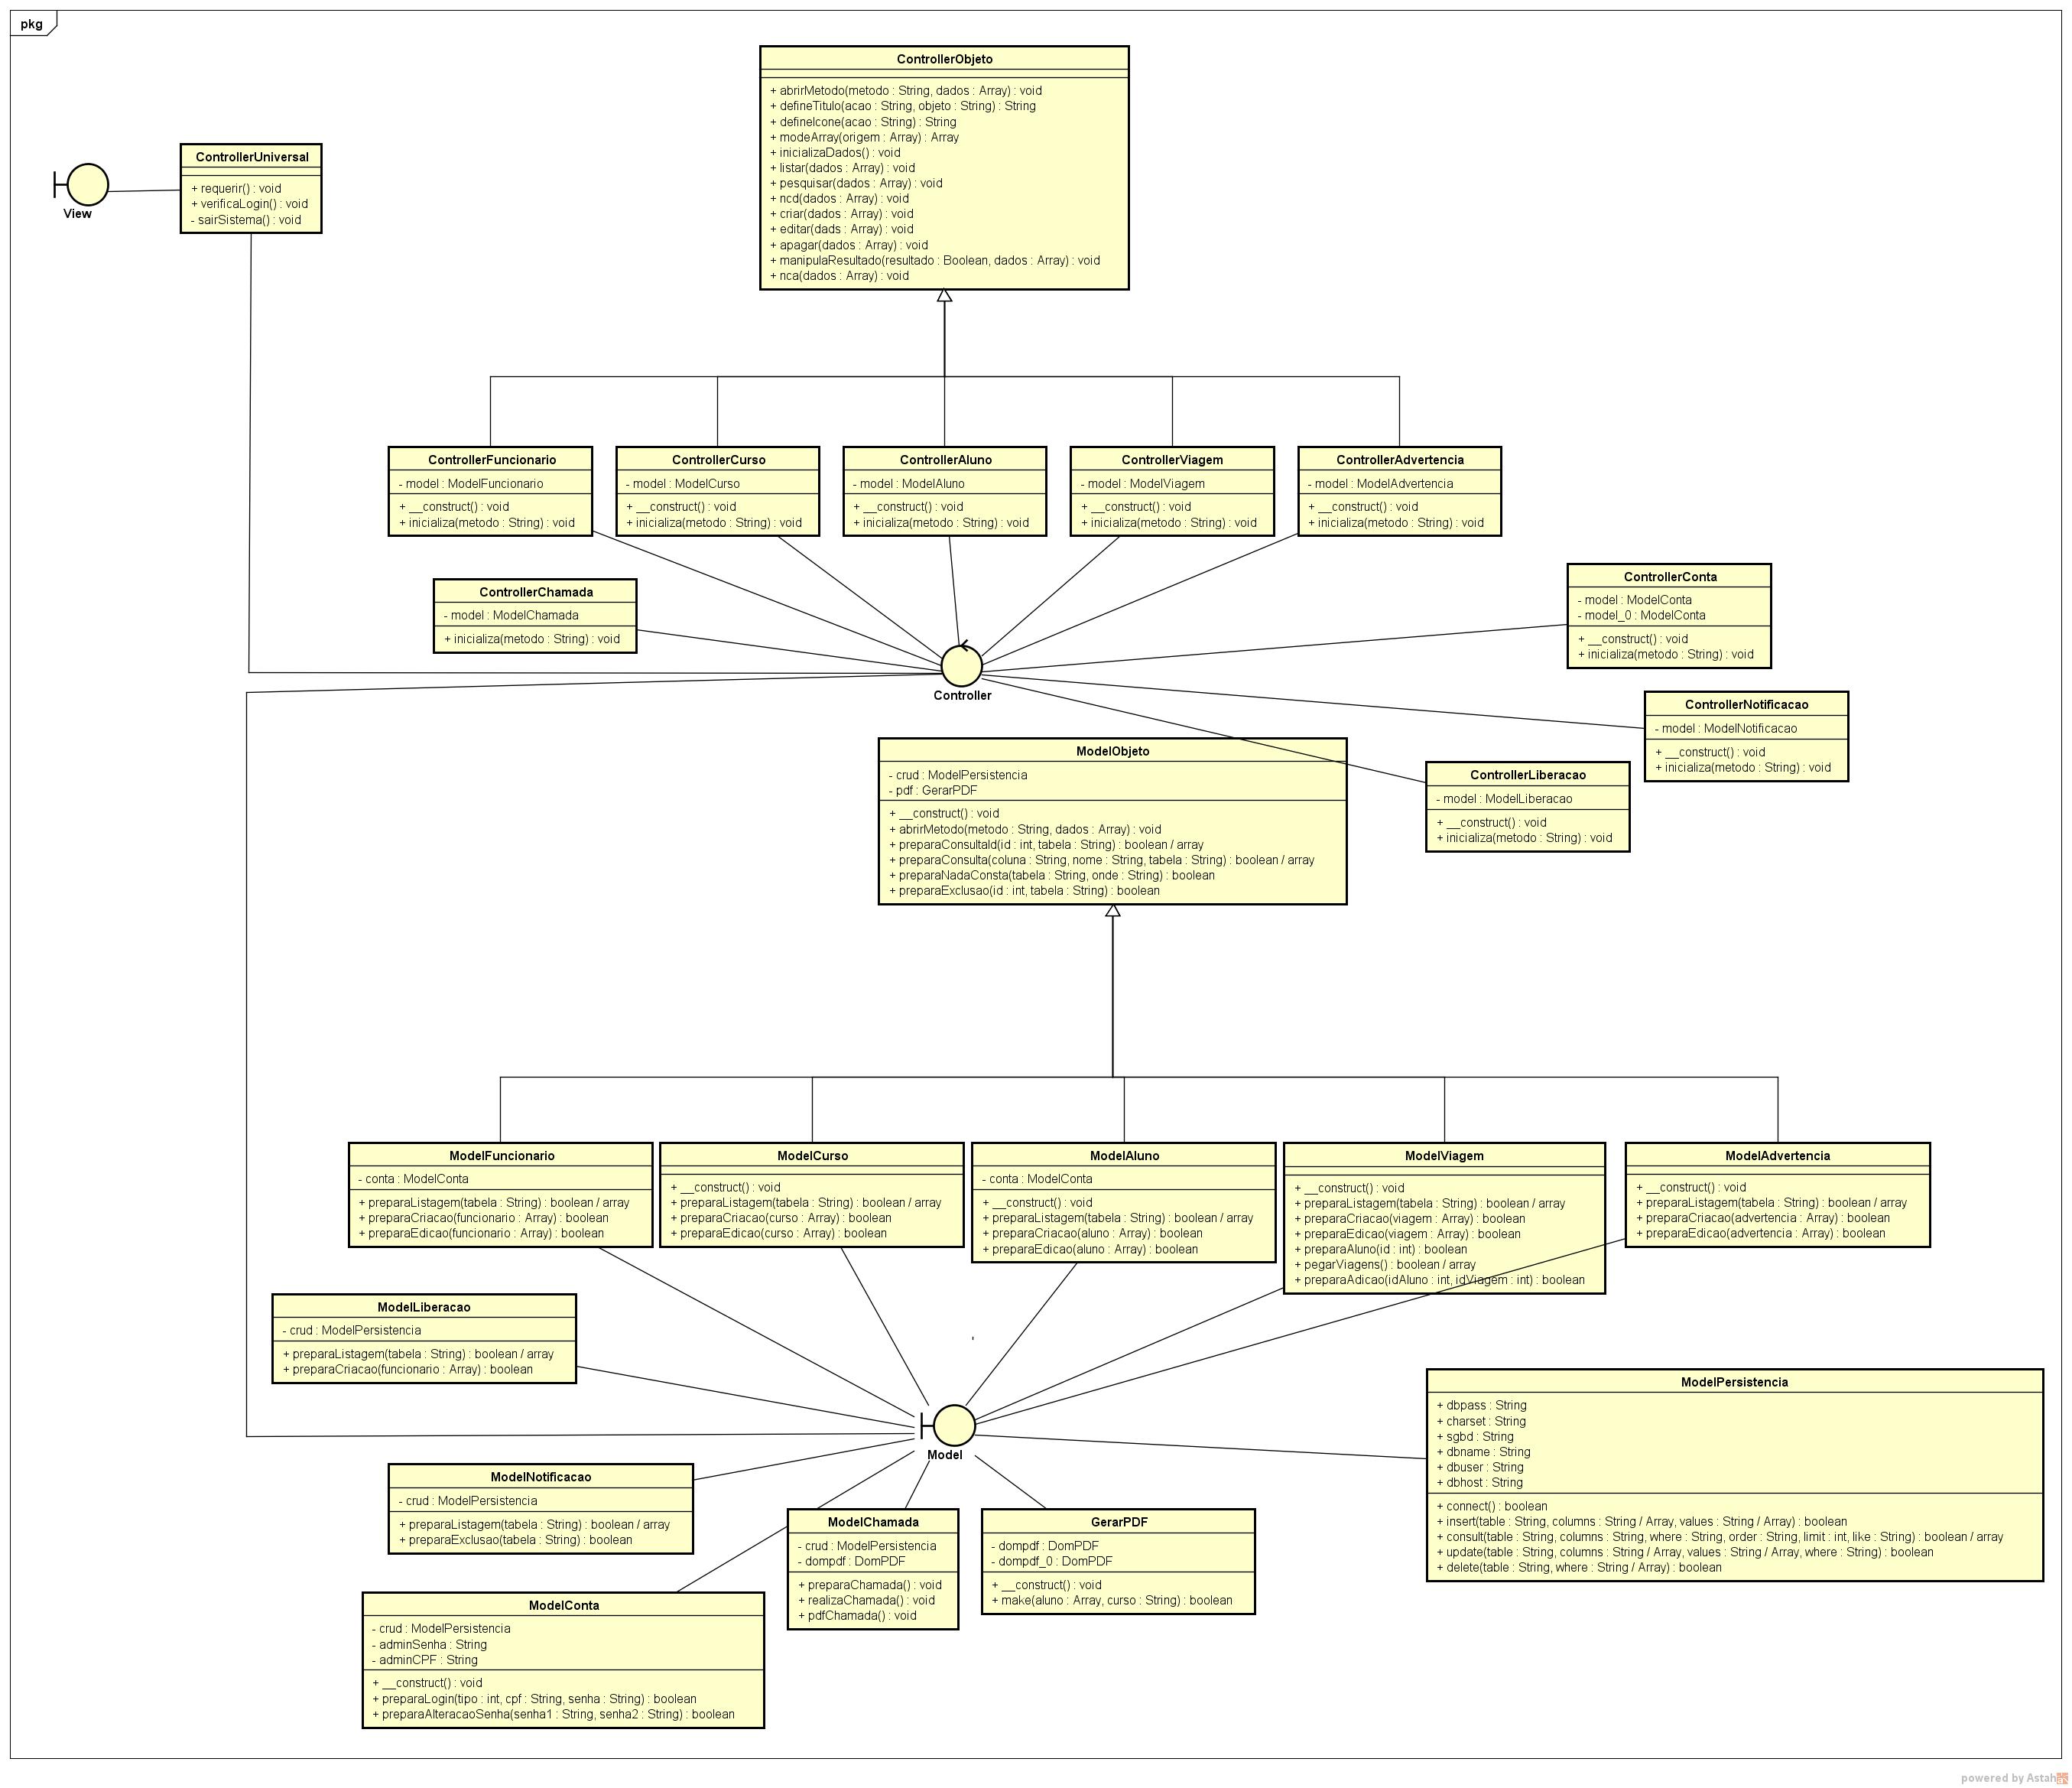 pkg
ControllerObjeto
+ abrirMetodo(metodo : String, dados : Array) : void
+ defineTitulo(acao : String, objeto : String) : String
+ defineIcone(acao : String) : String
+ modeArray(origem : Array) : Array
+ inicializaDados() : void
+ listar(dados : Array) : void
+ pesquisar(dados : Array) : void
+ ncd(dados : Array) : void
+ criar(dados : Array) : void
+ editar(dads : Array) : void
+ apagar(dados : Array) : void
+ manipulaResultado(resultado : Boolean, dados : Array) : void
+ nca(dados : Array) : void
View
ControllerUniversal
+ requerir() : void
+ verificaLogin() : void
- sairSistema() : void
ControllerFuncionario
- model : ModelFuncionario
+ __construct() : void
+ inicializa(metodo : String) : void
ControllerCurso
- model : ModelCurso
+ __construct() : void
+ inicializa(metodo : String) : void
ControllerAluno
- model : ModelAluno
+ __construct() : void
+ inicializa(metodo : String) : void
ControllerViagem
- model : ModelViagem
+ __construct() : void
+ inicializa(metodo : String) : void
ControllerAdvertencia
- model : ModelAdvertencia
+ __construct() : void
+ inicializa(metodo : String) : void
ControllerChamada
- model : ModelChamada
+ inicializa(metodo : String) : void
ControllerConta
- model : ModelConta
- model_0 : ModelConta
+ __construct() : void
+ inicializa(metodo : String) : void
Controller
ControllerNotificacao
- model : ModelNotificacao
+ __construct() : void
+ inicializa(metodo : String) : void
ModelObjeto
- crud : ModelPersistencia
- pdf : GerarPDF
+ __construct() : void
+ abrirMetodo(metodo : String, dados : Array) : void
+ preparaConsultaId(id : int, tabela : String) : boolean / array
+ preparaConsulta(coluna : String, nome : String, tabela : String) : boolean / array
+ preparaNadaConsta(tabela : String, onde : String) : boolean
+ preparaExclusao(id : int, tabela : String) : boolean
ControllerLiberacao
- model : ModelLiberacao
+ __construct() : void
+ inicializa(metodo : String) : void
ModelFuncionario
- conta : ModelConta
+ preparaListagem(tabela : String) : boolean / array
+ preparaCriacao(funcionario : Array) : boolean
+ preparaEdicao(funcionario : Array) : boolean
ModelCurso
+ __construct() : void
+ preparaListagem(tabela : String) : boolean / array
+ preparaCriacao(curso : Array) : boolean
+ preparaEdicao(curso : Array) : boolean
ModelAluno
- conta : ModelConta
+ __construct() : void
+ preparaListagem(tabela : String) : boolean / array
+ preparaCriacao(aluno : Array) : boolean
+ preparaEdicao(aluno : Array) : boolean
ModelViagem
+ __construct() : void
+ preparaListagem(tabela : String) : boolean / array
+ preparaCriacao(viagem : Array) : boolean
+ preparaEdicao(viagem : Array) : boolean
+ preparaAluno(id : int) : boolean
+ pegarViagens() : boolean / array
+ preparaAdicao(idAluno : int, idViagem : int) : boolean
ModelAdvertencia
+ __construct() : void
+ preparaListagem(tabela : String) : boolean / array
+ preparaCriacao(advertencia : Array) : boolean
+ preparaEdicao(advertencia : Array) : boolean
ModelLiberacao
- crud : ModelPersistencia
+ preparaListagem(tabela : String) : boolean / array
+ preparaCriacao(funcionario : Array) : boolean
Model
ModelPersistencia
+ dbpass : String
+ charset : String
+ sgbd : String
+ dbname : String
+ dbuser : String
+ dbhost : String
+ connect() : boolean
+ insert(table : String, columns : String / Array, values : String / Array) : boolean
+ consult(table : String, columns : String, where : String, order : String, limit : int, like : String) : boolean / array
+ update(table : String, columns : String / Array, values : String / Array, where : String) : boolean
+ delete(table : String, where : String / Array) : boolean
ModelNotificacao
- crud : ModelPersistencia
+ preparaListagem(tabela : String) : boolean / array
+ preparaExclusao(tabela : String) : boolean
ModelChamada
- crud : ModelPersistencia
- dompdf : DomPDF
+ preparaChamada() : void
+ realizaChamada() : void
+ pdfChamada() : void
GerarPDF
- dompdf : DomPDF
- dompdf_0 : DomPDF
+ __construct() : void
+ make(aluno : Array, curso : String) : boolean
ModelConta
- crud : ModelPersistencia
- adminSenha : String
- adminCPF : String
+ __construct() : void
+ preparaLogin(tipo : int, cpf : String, senha : String) : boolean
+ preparaAlteracaoSenha(senha1 : String, senha2 : String) : boolean
powered by Astah